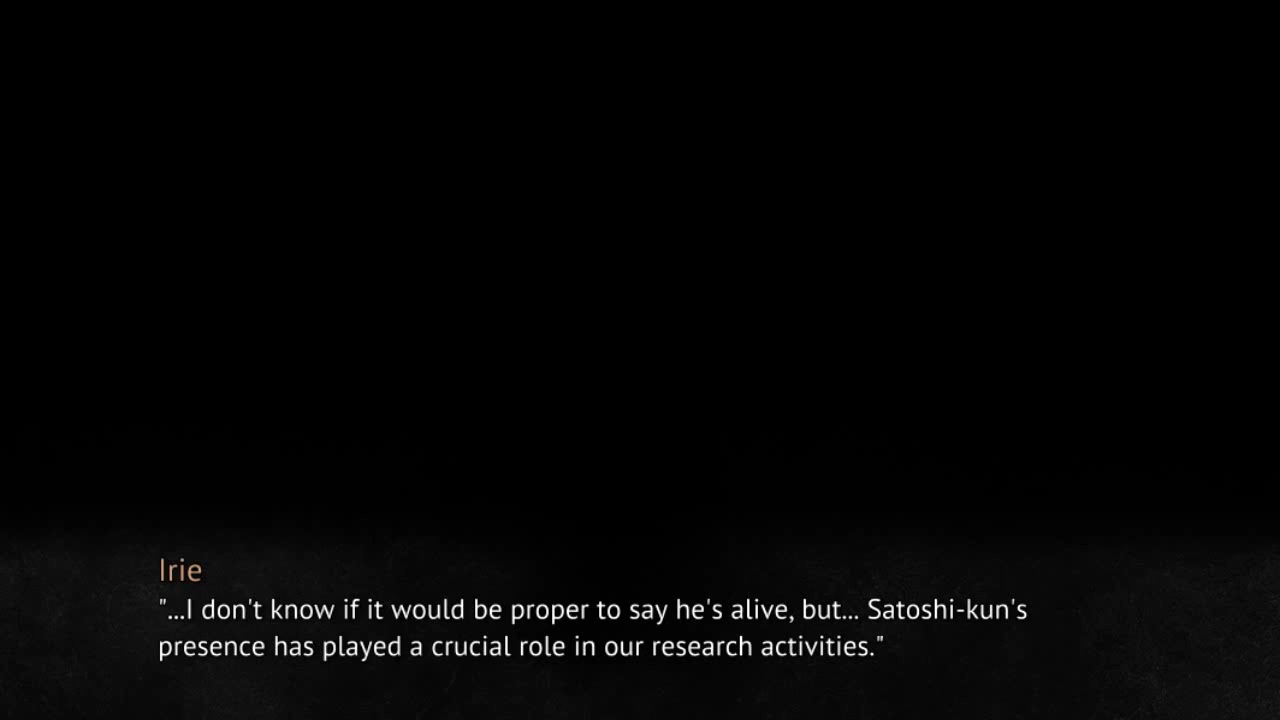 Irie
"...I don't know if it would be proper to say he's alive, but... Satoshi-kun's
presence has played a crucial role in our research activities."